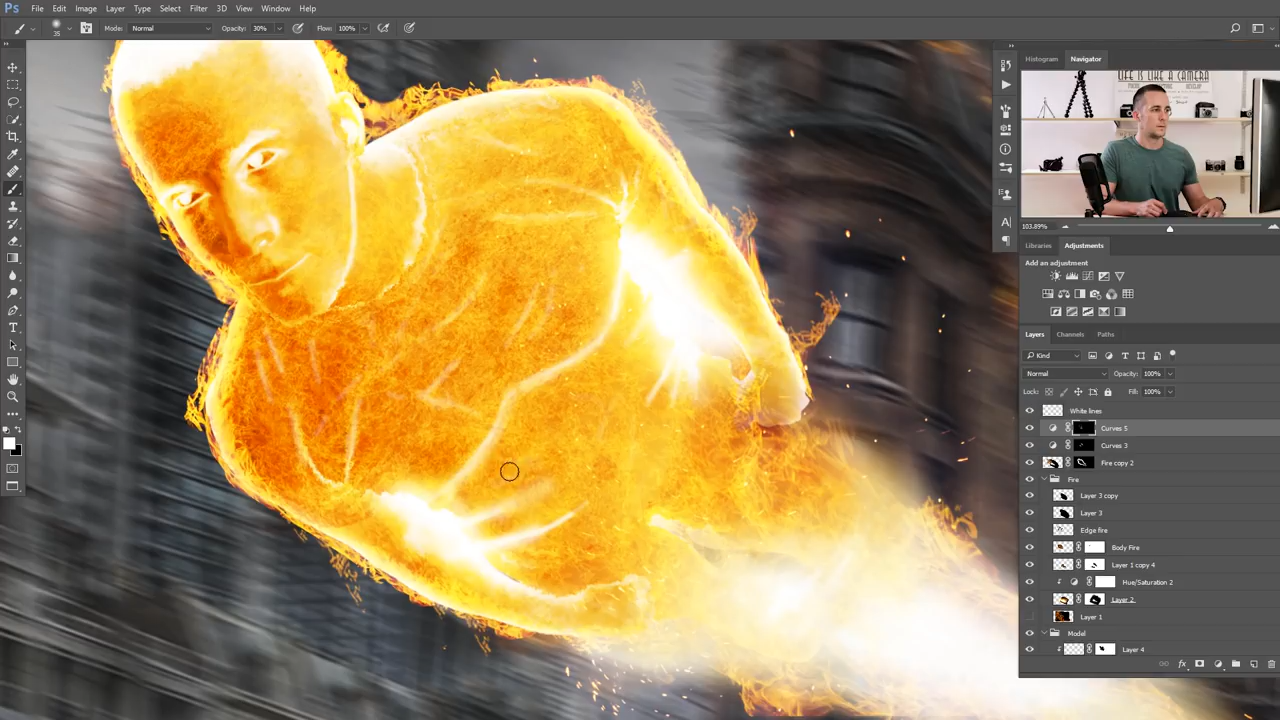 Ps File Edit Image Layer Type Select Filter 3D View Window Help
35 Mode: Normal Opacity: 30% Flow: 100%
Histogram Navigator
LIFE IS LIKE A CAMERA
103.89%
Libraries Adjustments
Add an adjustment
Layers Channels Paths
Kind
Normal Opacity: 100%
Lock: Fill: 100%
White lines
Curves 5
Curves 3
Fire copy 2
Fire
Layer 3 copy
Layer 3
Edge fire
Body Fire
Layer 1 copy 4
Hue/Saturation 2
Layer 2
Layer 1
Model
Layer 4